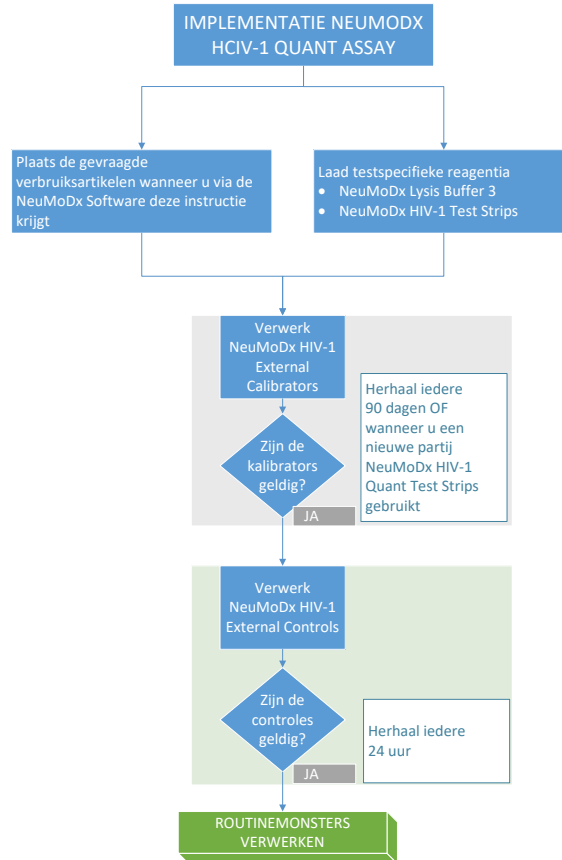 IMPLEMENTATIE NEUMODX
HCIV-1 QUANT ASSAY
Plaats de gevraagde
verbruiksartikelen wanneer u via de
NeuMoDx Software deze instructie
krijgt
Laad testspecifieke reagentia
• NeuMoDx Lysis Buffer 3
• NeuMoDx HIV-1 Test Strips
Verwerk
NeuMoDx HIV-1
External
Calibrators
Zijn de
kalibrators
geldig?
JA
Herhaal iedere
90 dagen OF
wanneer u een
nieuwe partij
NeuMoDx HIV-1
Quant Test Strips
gebruikt
Verwerk
NeuMoDx HIV-1
External Controls
Zijn de
controles
geldig?
JA
Herhaal iedere
24 uur
ROUTINEMONSTERS
VERWERKEN